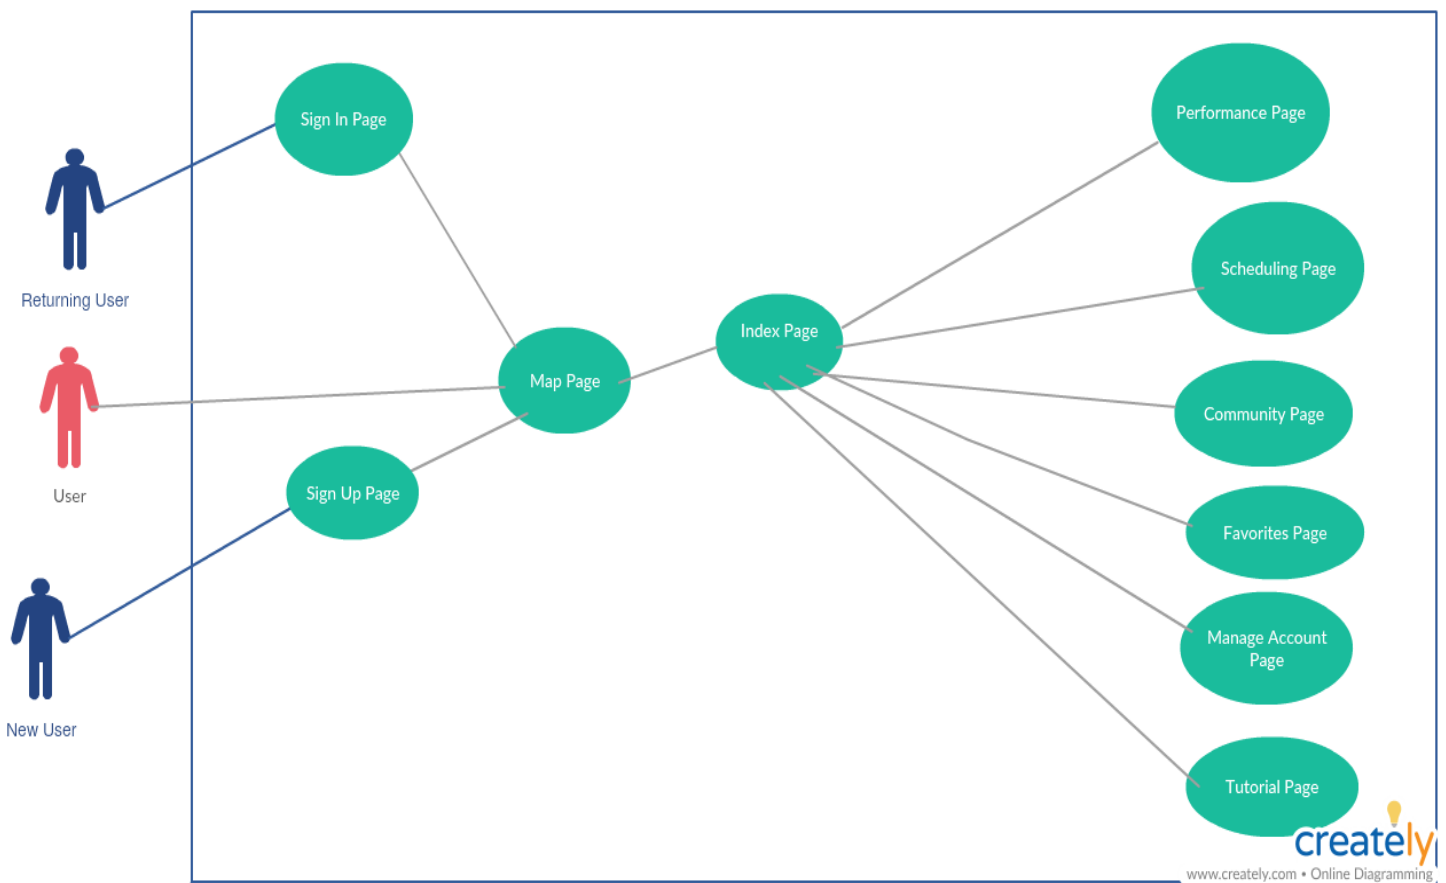 Sign In Page
Performance Page
Returning User
Scheduling Page
Index Page
Map Page
User
Community Page
Sign Up Page
Favorites Page
New User
Manage Account
Page
Tutorial Page
creately
www.creately.com • Online Diagramming